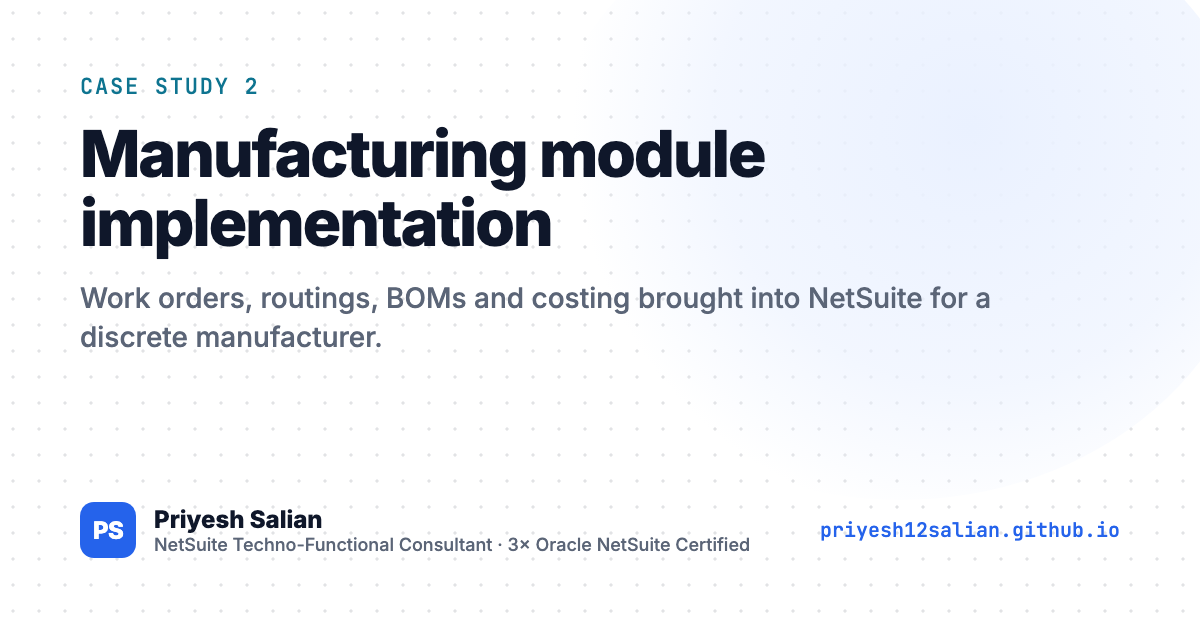 CASE STUDY 2
Manufacturing module
implementation
Work orders, routings, BOMs and costing brought into NetSuite for a
discrete manufacturer.
PS
Priyesh Salian
NetSuite Techno-Functional Consultant · 3× Oracle NetSuite Certified
priyesh12salian.github.io